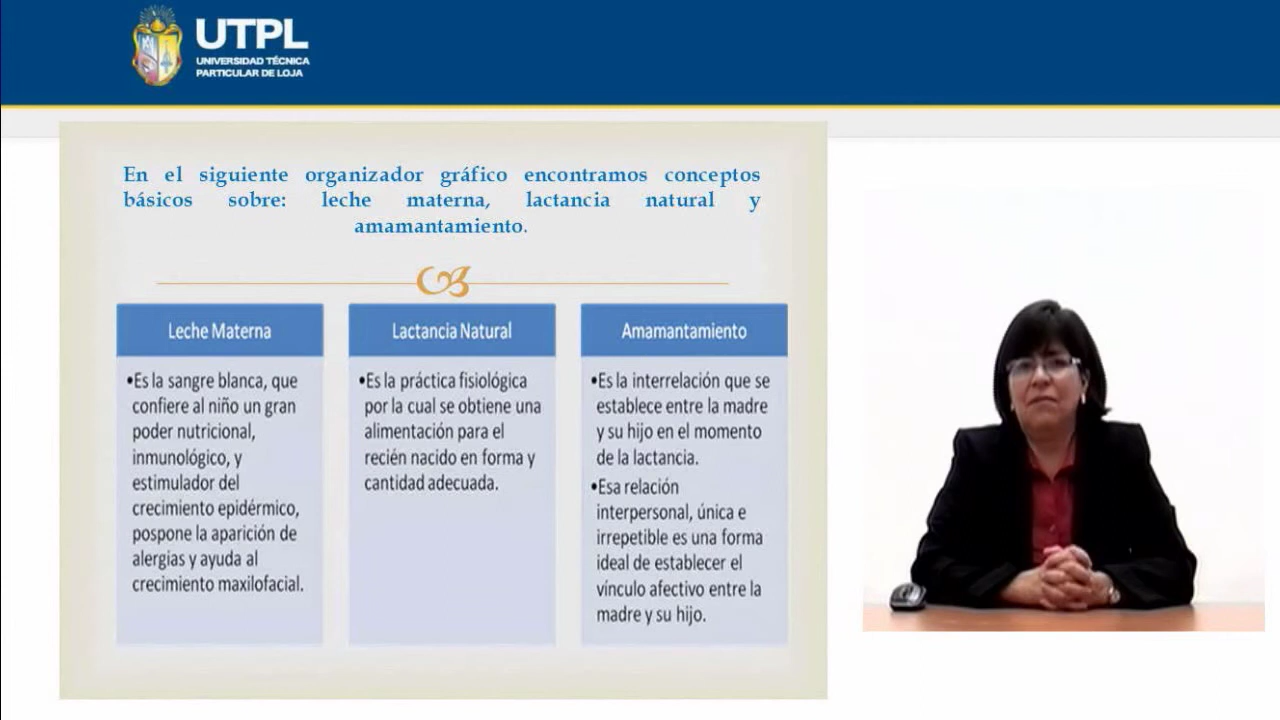 UTPL
UNIVERSIDAD TÉCNICA
PARTICULAR DE LOJA
En el siguiente organizador gráfico encontramos conceptos
básicos sobre: leche materna, lactancia natural y
amamantamiento.
Leche Materna
•Es la sangre blanca, que
confiere al niño un gran
poder nutricional,
inmunológico, y
estimulador del
crecimiento epidérmico,
pospone la aparición de
alergias y ayuda al
crecimiento maxilofacial.
Lactancia Natural
•Es la práctica fisiológica
por la cual se obtiene una
alimentación para el
recién nacido en forma y
cantidad adecuada.
Amamantamiento
•Es la interrelación que se
establece entre la madre
y su hijo en el momento
de la lactancia.
•Esa relación
interpersonal, única e
irrepetible es una forma
ideal de establecer el
vínculo afectivo entre la
madre y su hijo.